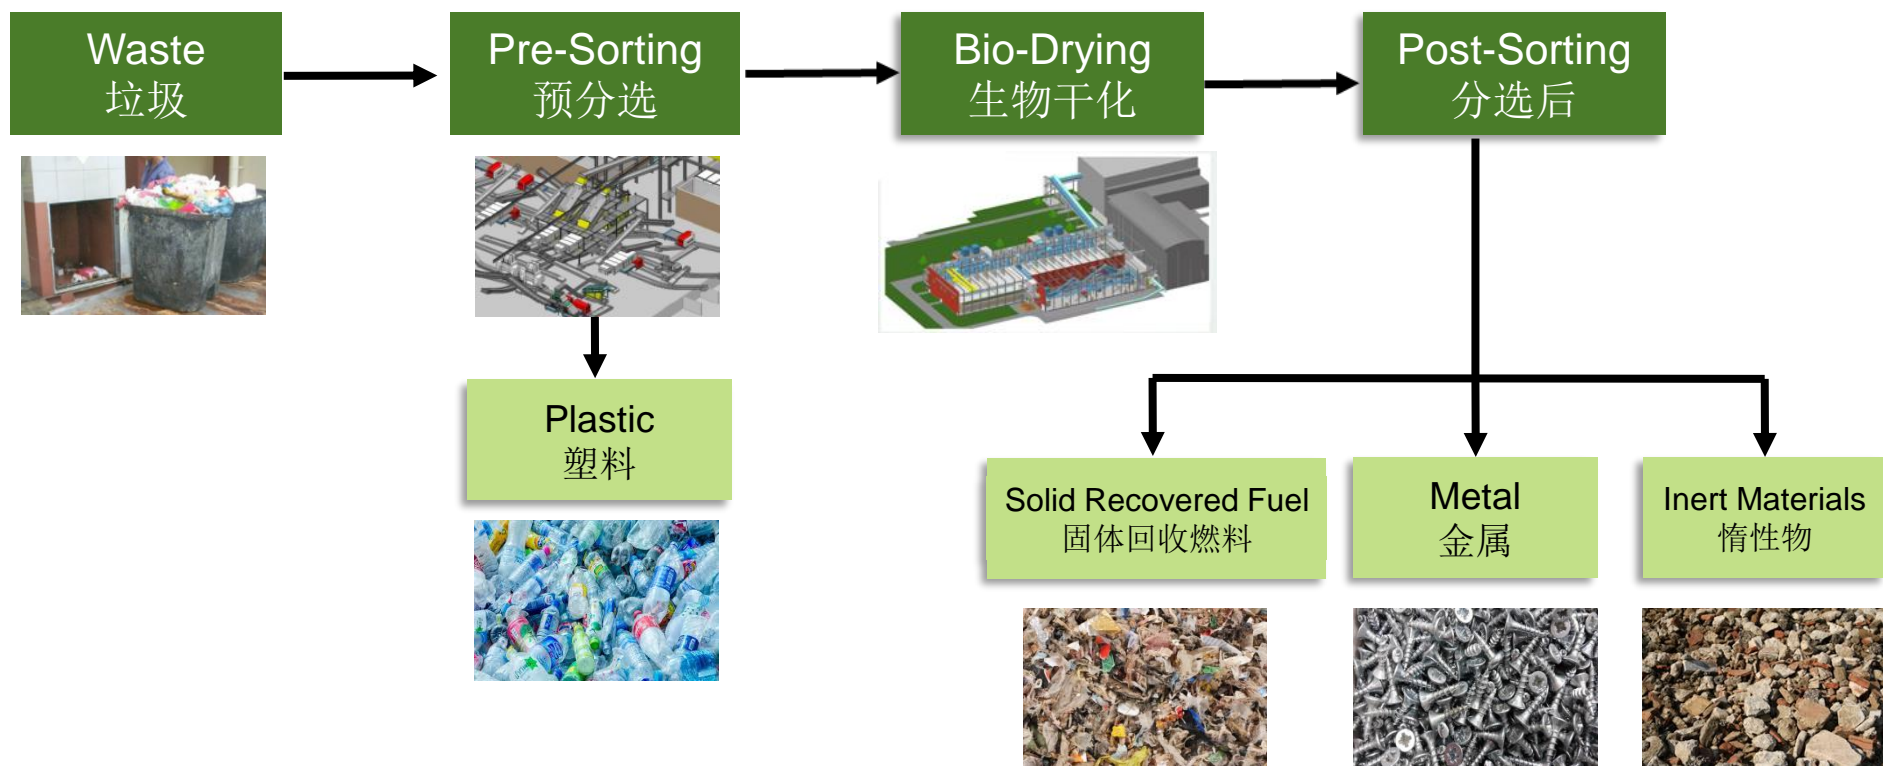 Waste
垃圾
Pre-Sorting
预分选
Bio-Drying
生物干化
Post-Sorting
分选后
Plastic
塑料
Solid Recovered Fuel
固体回收燃料
Metal
金属
Inert Materials
惰性物